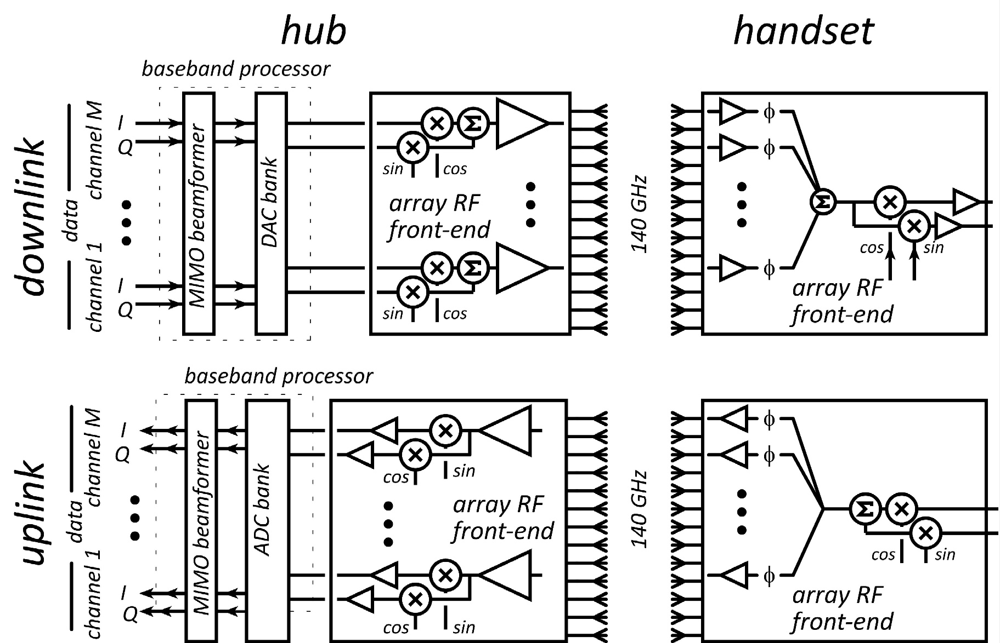 hub
handset
baseband processor
downlink
data
channel M
channel 1
I
Q
I
Q
MIMO beamformer
DAC bank
× Σ
×
sin cos
array RF
front-end
× Σ
×
sin cos
140 GHz
ϕ
ϕ
ϕ
Σ
×
×
cos sin
array RF
front-end
baseband processor
uplink
data
channel M
channel 1
I
Q
I
Q
MIMO beamformer
ADC bank
×
×
cos sin
array RF
front-end
×
×
cos sin
140 GHz
ϕ
ϕ
ϕ
Σ ×
×
cos sin
array RF
front-end